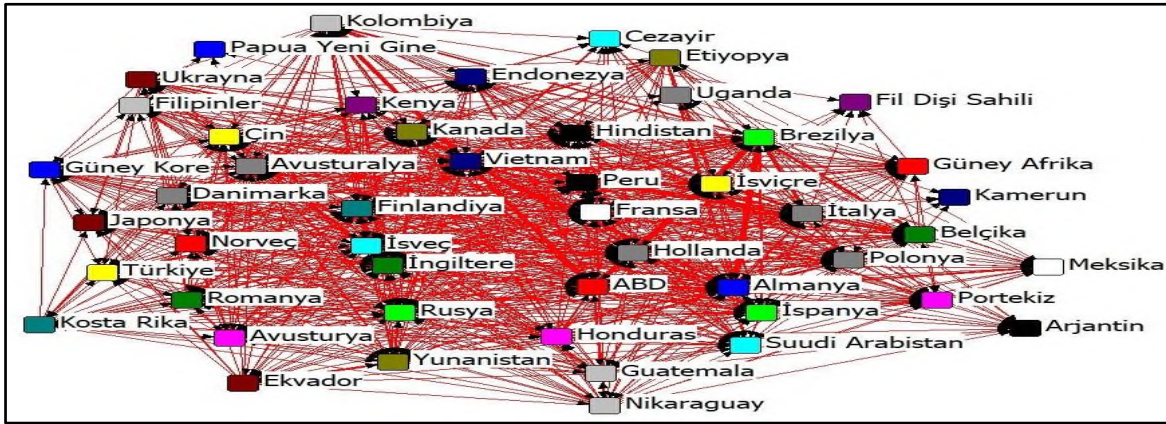 Kolombiya
Cezayir
Papua Yeni Gine
Etiyopya
Ukrayna
Endonezya
Uganda
Filipinler
Kenya
Fil Dişi Sahili
Çin
Kanada
Hindistan
Brezilya
Güney Kore
Avusturalya
Vietnam
Güney Afrika
Danimarka
Peru
İsviçre
Kamerun
Japonya
Finlandiya
Fransa
İtalya
Belçika
Norveç
İsveç
Hollanda
Polonya
Meksika
Türkiye
İngiltere
ABD
Almanya
Portekiz
Romanya
Rusya
İspanya
Kosta Rika
Avusturya
Honduras
Suudi Arabistan
Arjantin
Yunanistan
Guatemala
Ekvador
Nikaraguay